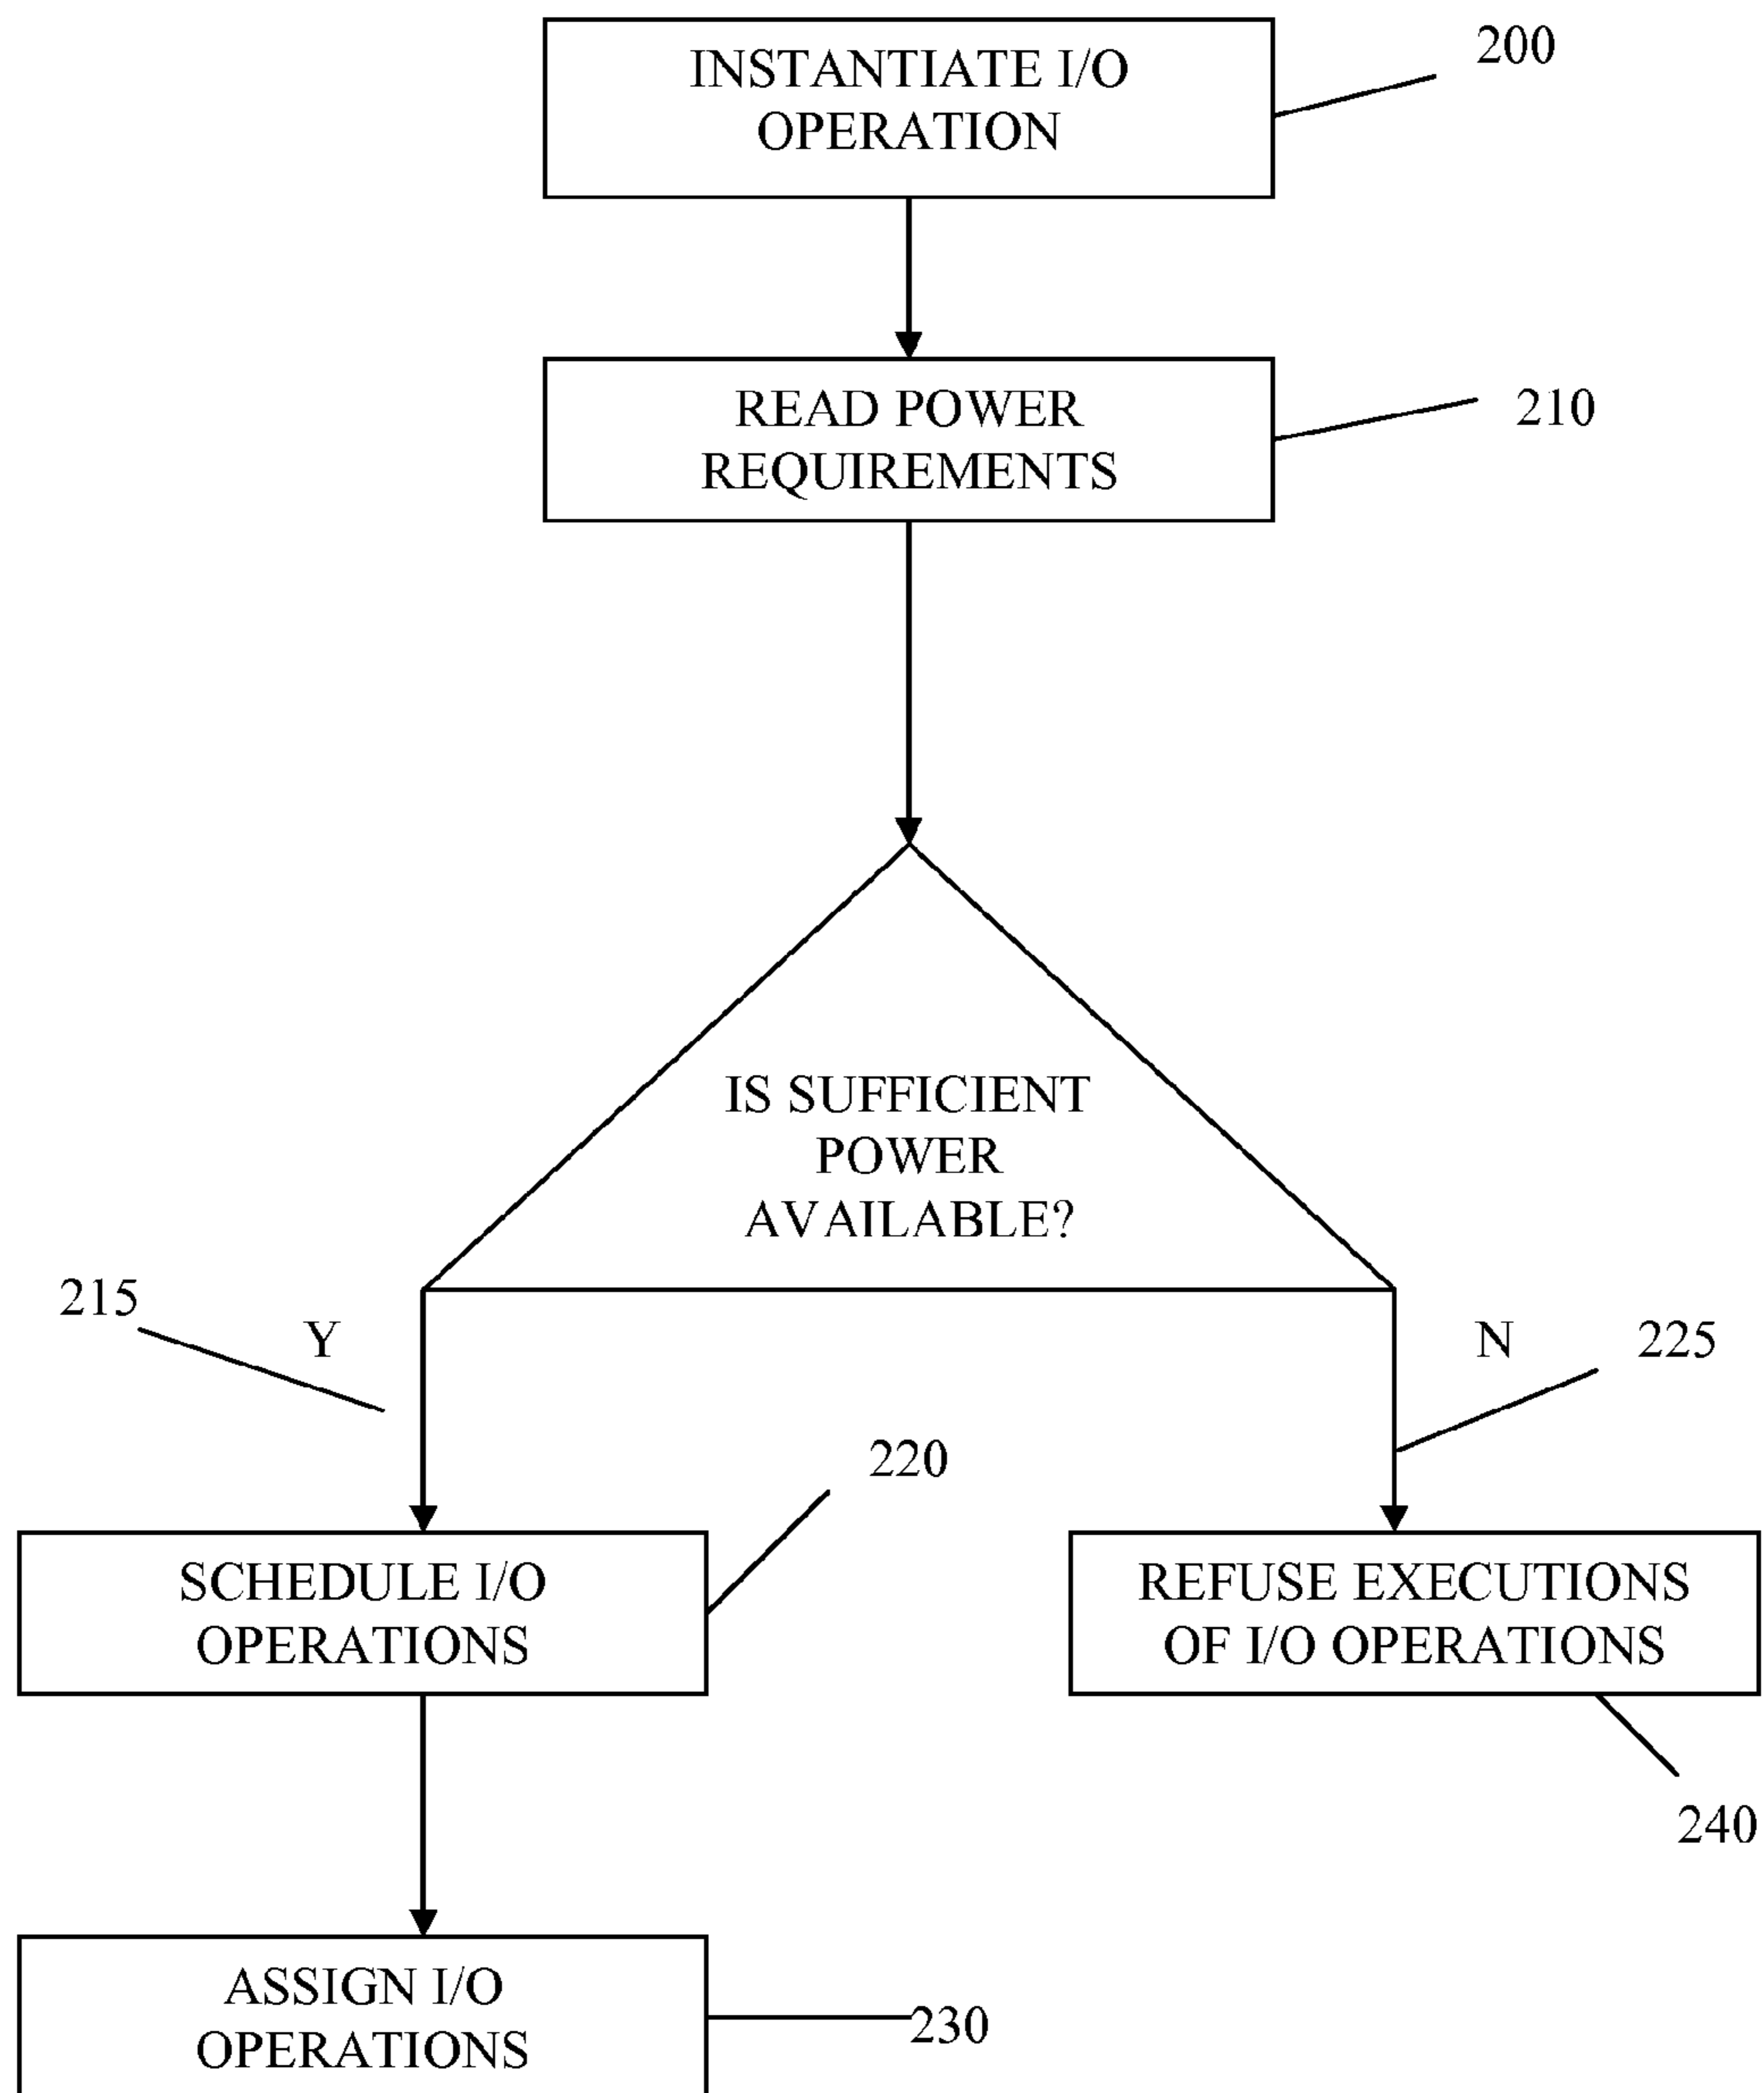 INSTANTIATE I/O
OPERATION
200
READ POWER
REQUIREMENTS
210
IS SUFFICIENT
POWER
AVAILABLE?
215
Y
N
225
220
SCHEDULE I/O
OPERATIONS
REFUSE EXECUTIONS
OF I/O OPERATIONS
240
ASSIGN I/O
OPERATIONS
230